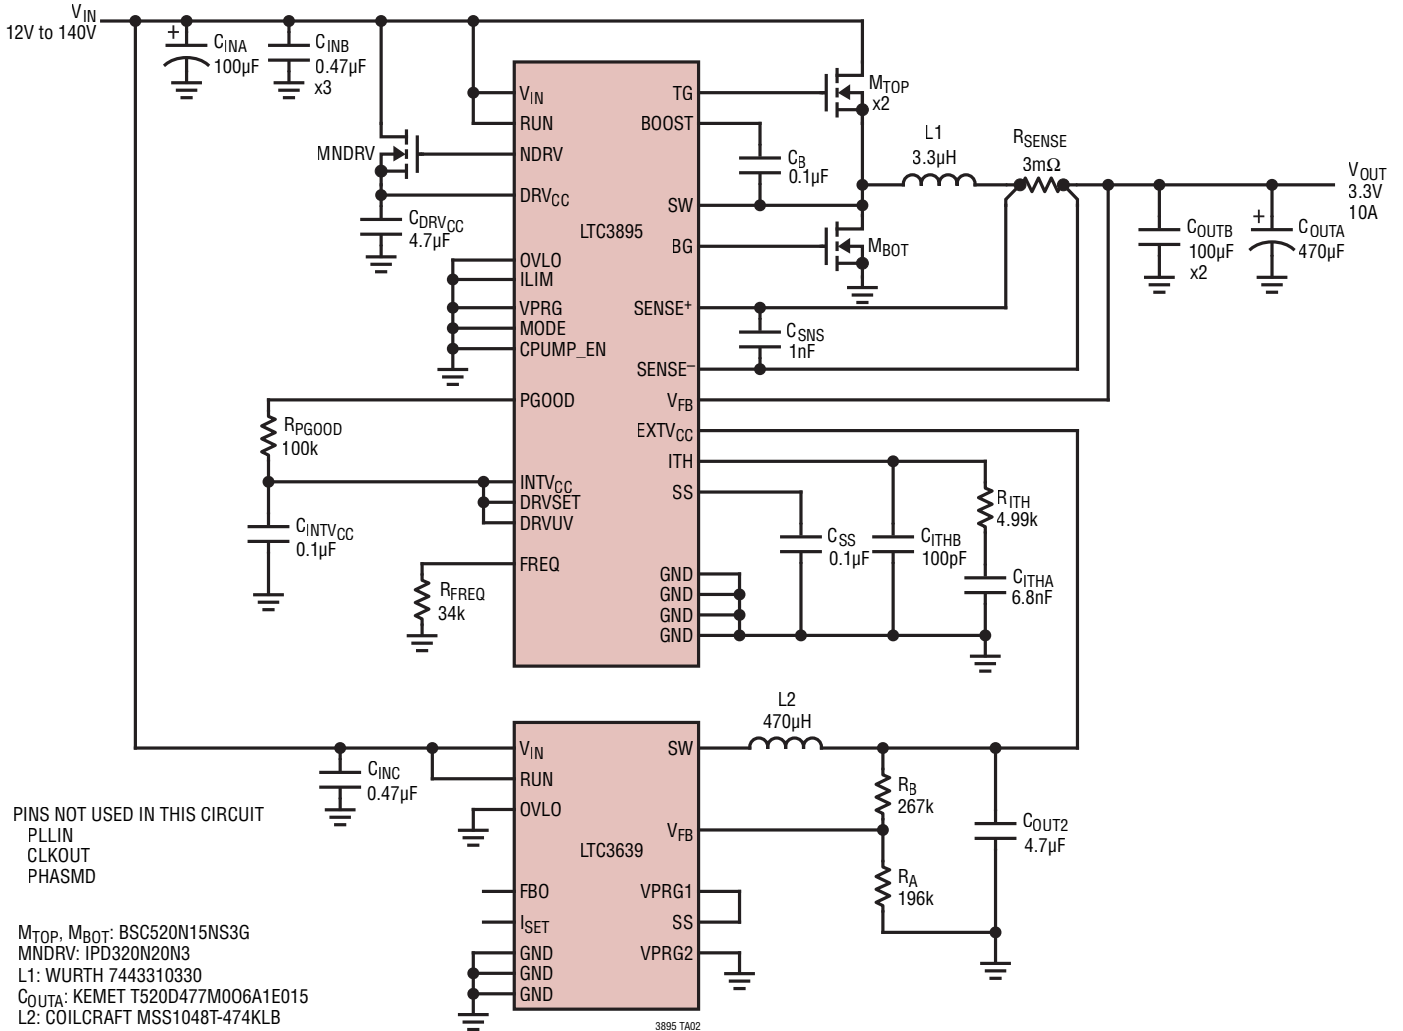 VIN
12V to 140V
+
CINA
100µF
CINB
0.47µF
x3
MNDRV
CDRVCC
4.7µF
RPGOOD
100k
CINTVCC
0.1µF
RFREQ
34k
LTC3895
VIN
RUN
NDRV
DRVCC
OVLO
ILIM
VPRG
MODE
CPUMP_EN
PGOOD
INTVCC
DRVSET
DRVUV
FREQ
TG
BOOST
SW
BG
SENSE+
SENSE–
VFB
EXTVCC
ITH
SS
GND
GND
GND
GND
MTOP
x2
CB
0.1µF
MBOT
L1
3.3µH
RSENSE
3mΩ
VOUT
3.3V
10A
COUTB
100µF
x2
+
COUTA
470µF
CSNS
1nF
RITH
4.99k
CSS
0.1µF
CITHB
100pF
CITHA
6.8nF
L2
470µH
CINC
0.47µF
LTC3639
VIN
RUN
OVLO
FBO
ISET
GND
GND
GND
SW
VFB
VPRG1
SS
VPRG2
RB
267k
RA
196k
COUT2
4.7µF
PINS NOT USED IN THIS CIRCUIT
PLLIN
CLKOUT
PHASMD
MTOP, MBOT: BSC520N15NS3G
MNDRV: IPD320N20N3
L1: WURTH 7443310330
COUTA: KEMET T520D477M006A1E015
L2: COILCRAFT MSS1048T-474KLB
3895 TA02